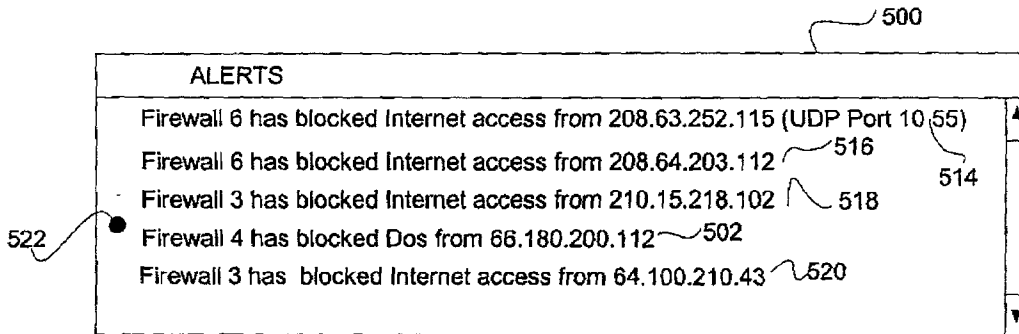 500
ALERTS
Firewall 6 has blocked Internet access from 208.63.252.115 (UDP Port 10 55)
514
Firewall 6 has blocked Internet access from 208.64.203.112 516
Firewall 3 has blocked Internet access from 210.15.218.102 518
522
Firewall 4 has blocked Dos from 66.180.200.112 502
Firewall 3 has blocked Internet access from 64.100.210.43 520